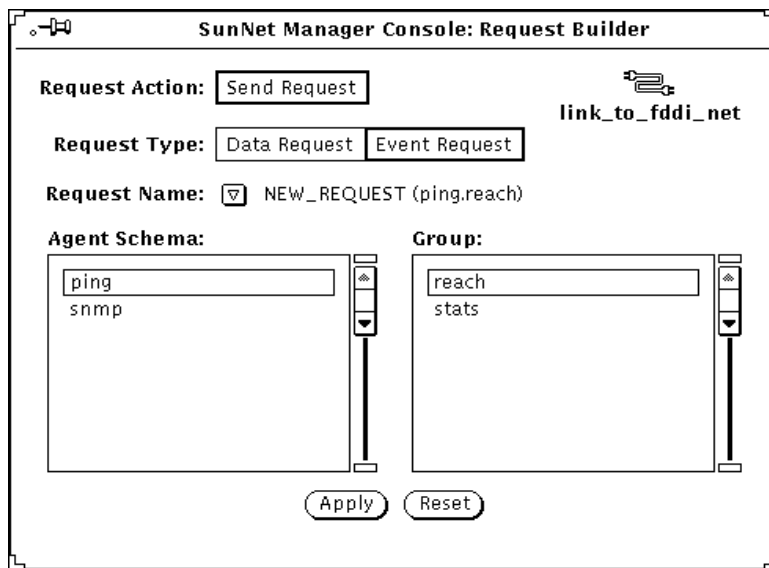 SunNet Manager Console: Request Builder
Request Action: Send Request
link_to_fddi_net
Request Type: Data Request Event Request
Request Name: NEW_REQUEST (ping.reach)
Agent Schema: Group:
ping reach
snmp stats
Apply Reset